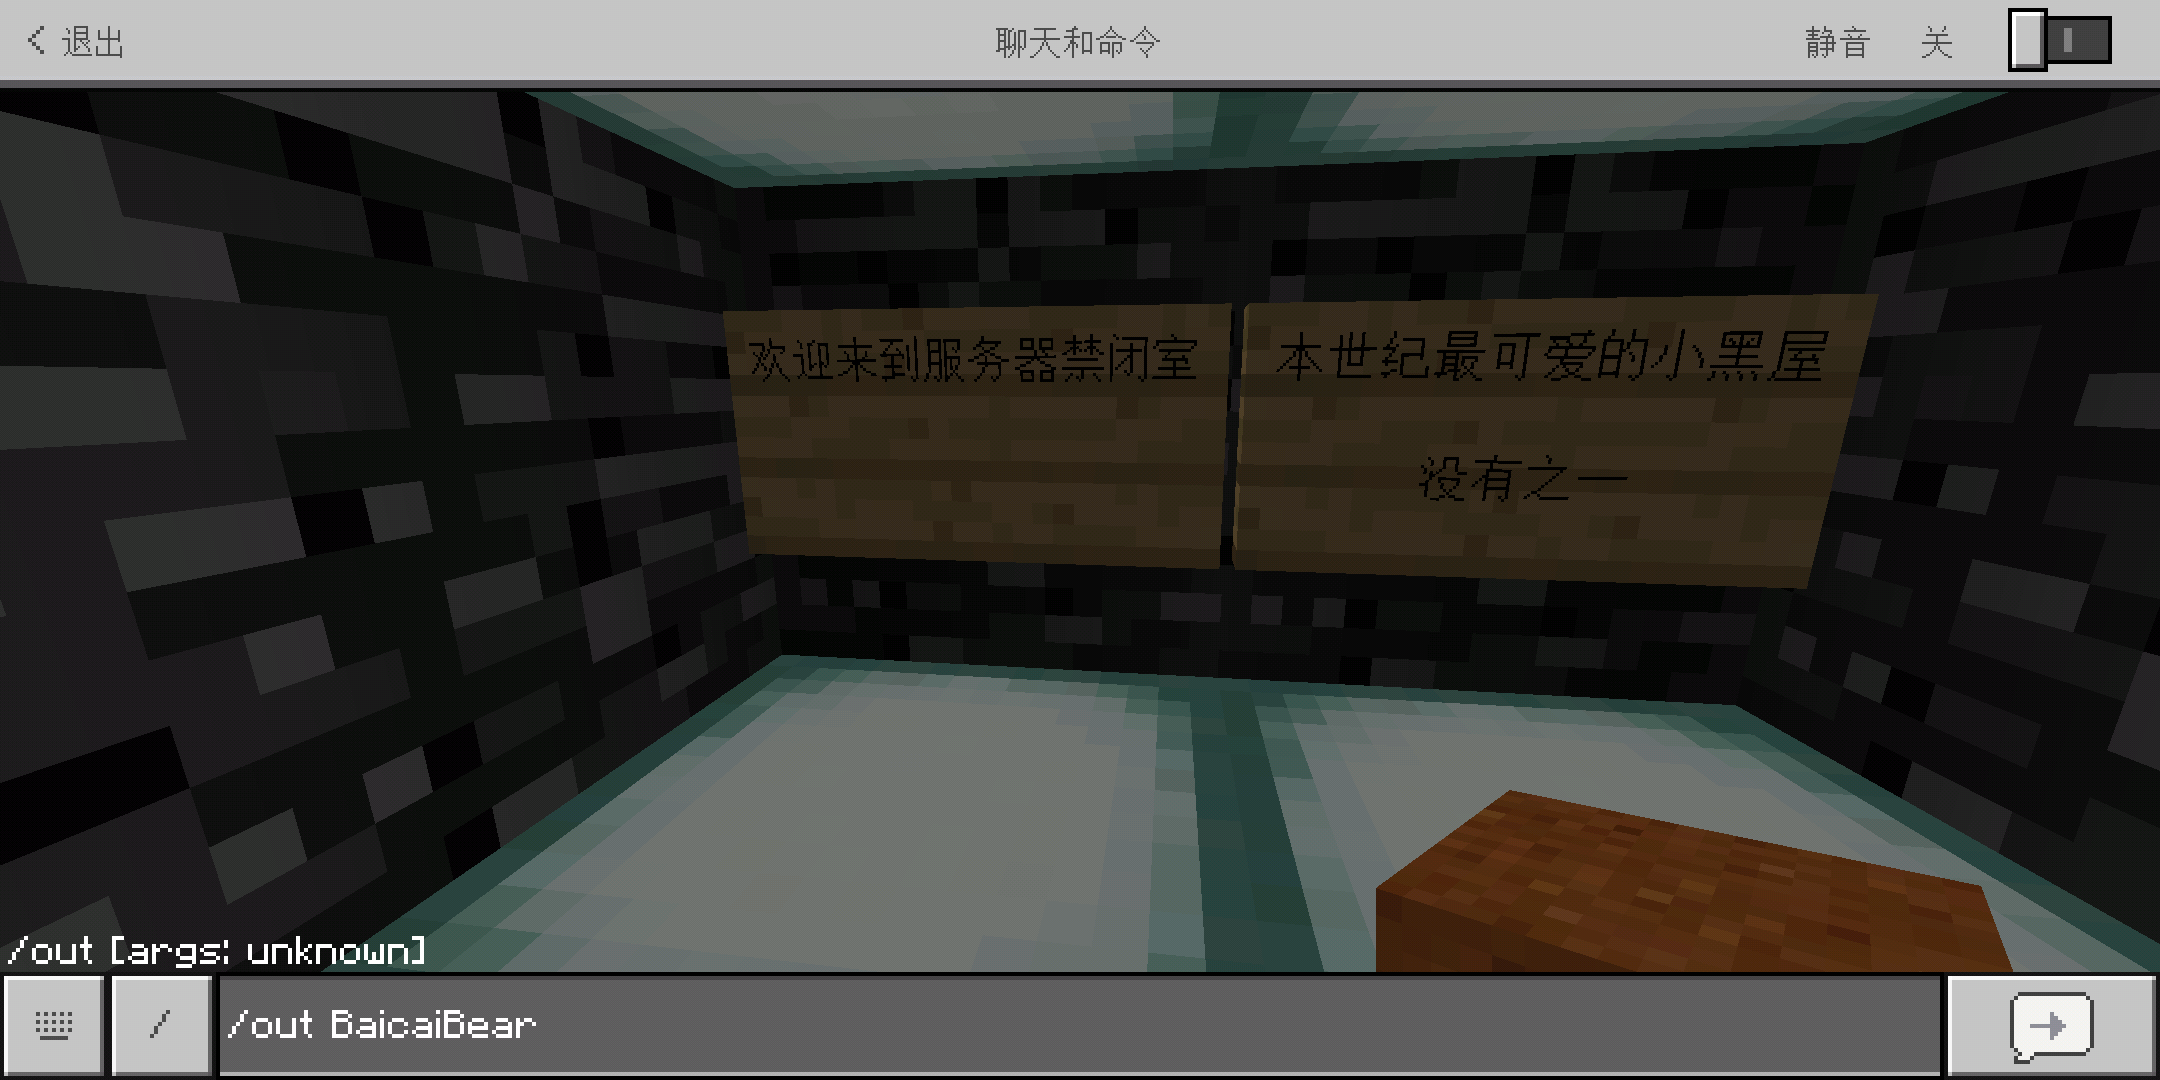 退出
聊天和命令
静音 关
欢迎来到服务器禁闭室
本世纪最可爱的小黑屋
没有之一
/out [args: unknown]
/
/out BaicaiBear